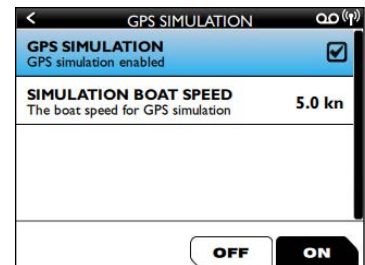 GPS SIMULATION
GPS SIMULATION
GPS simulation enabled
SIMULATION BOAT SPEED
The boat speed for GPS simulation
5.0 kn
OFF
ON